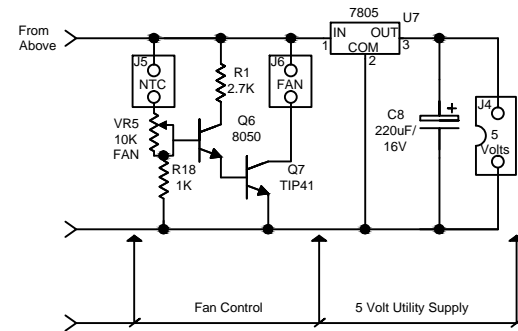 7805
U7
From
Above
IN OUT
COM
1
3
2
J5
NTC
R1
2.7K
J6
FAN
VR5
10K
FAN
Q6
8050
R18
1K
Q7
TIP41
C8
220uF/
16V
+
J4
5
Volts
Fan Control
5 Volt Utility Supply